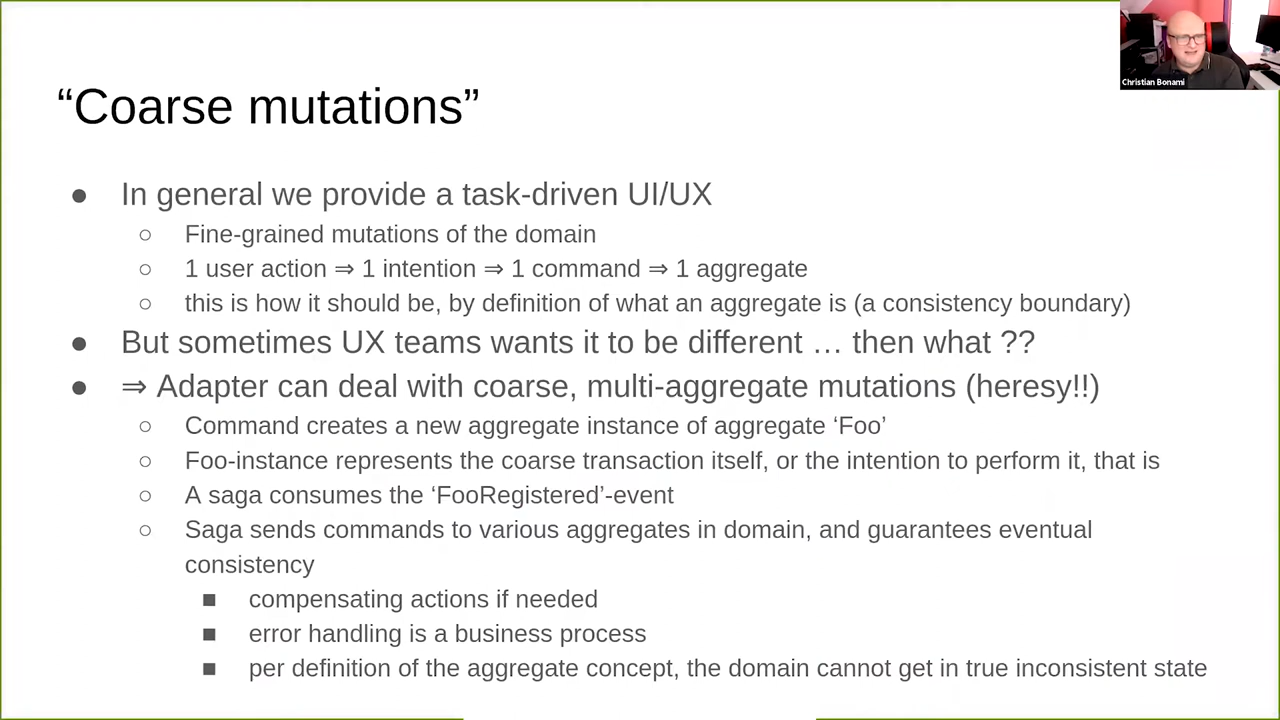 Christian Bonami
“Coarse mutations”
● In general we provide a task-driven UI/UX
○ Fine-grained mutations of the domain
○ 1 user action ⇒ 1 intention ⇒ 1 command ⇒ 1 aggregate
○ this is how it should be, by definition of what an aggregate is (a consistency boundary)
● But sometimes UX teams wants it to be different … then what ??
● ⇒ Adapter can deal with coarse, multi-aggregate mutations (heresy!!)
○ Command creates a new aggregate instance of aggregate ‘Foo’
○ Foo-instance represents the coarse transaction itself, or the intention to perform it, that is
○ A saga consumes the ‘FooRegistered’-event
○ Saga sends commands to various aggregates in domain, and guarantees eventual
consistency
■ compensating actions if needed
■ error handling is a business process
■ per definition of the aggregate concept, the domain cannot get in true inconsistent state